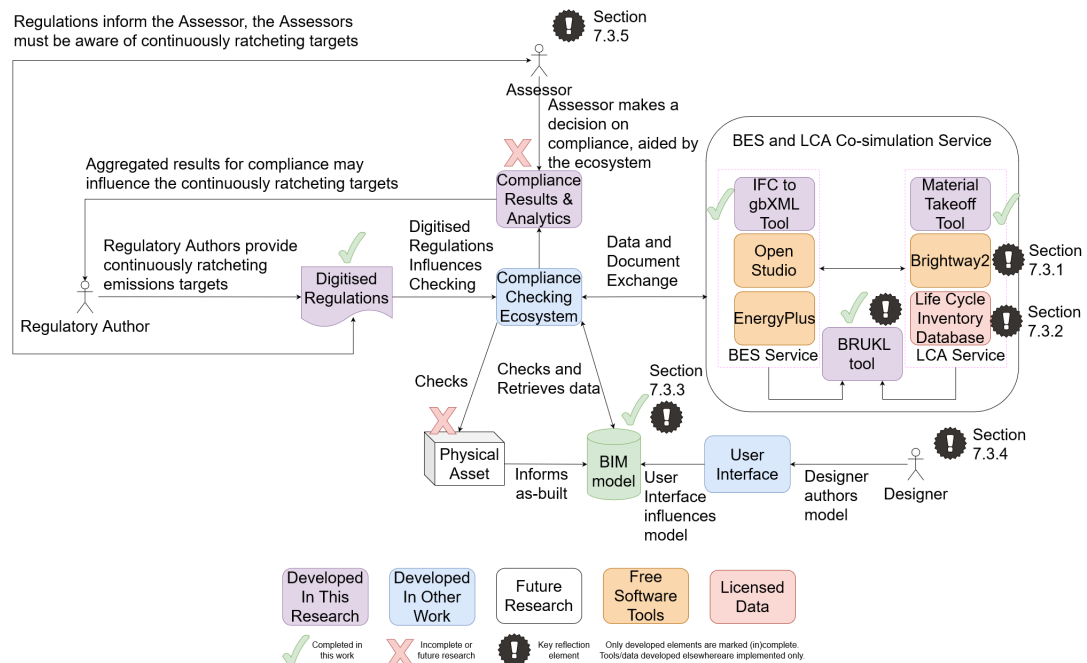 Regulations inform the Assessor, the Assessors
must be aware of continuously ratcheting targets
Section
7.3.5
Assessor
Assessor makes a
decision on
compliance, aided by
the ecosystem
Aggregated results for compliance may
influence the continuously ratcheting targets
Compliance
Results &
Analytics
BES and LCA Co-simulation Service
IFC to
gbXML
Tool
Material
Takeoff
Tool
Open
Studio
Brightway2
Section
7.3.1
EnergyPlus
Life Cycle
Inventory
Database
Section
7.3.2
BES Service
BRUKL
tool
LCA Service
Regulatory Authors provide
continuously ratcheting
emissions targets
Regulatory Author
Digitised
Regulations
Digitised
Regulations
Influences
Checking
Compliance
Checking
Ecosystem
Data and
Document
Exchange
Checks
Checks and
Retrieves data
Section
7.3.3
Physical
Asset
Informs
as-built
BIM
model
User
Interface
influences
model
User
Interface
Designer
authors
model
Designer
Section
7.3.4
Developed
In This
Research
Developed
In Other
Work
Future
Research
Free
Software
Tools
Licensed
Data
Completed in
this work
Incomplete or
future research
Key reflection
element
Only developed elements are marked (in)complete.
Tools/data developed elsewhereare implemented only.